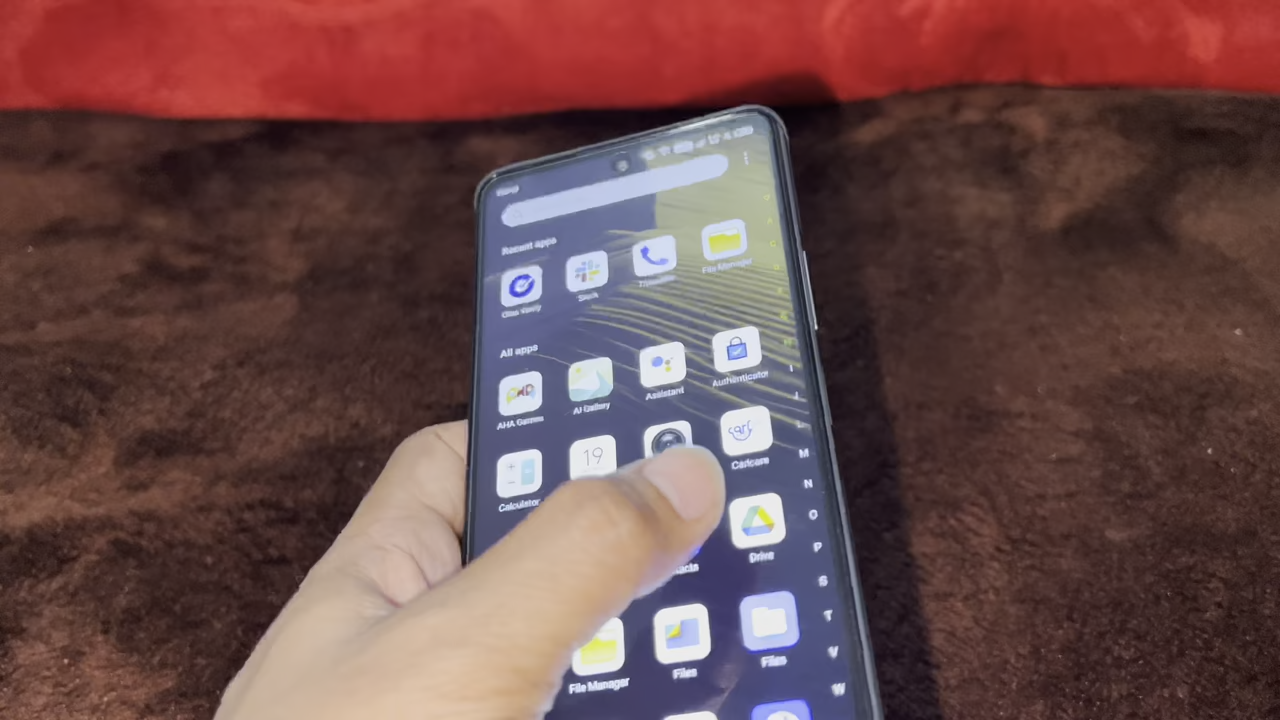 Recent apps
Slack
File Manager
All apps
AHA Games
AI Gallery
Assistant
Authenticator
19
Calculator
Carlcare
Drive
File Manager
Files
Files
M
N
O
P
S
T
V
W